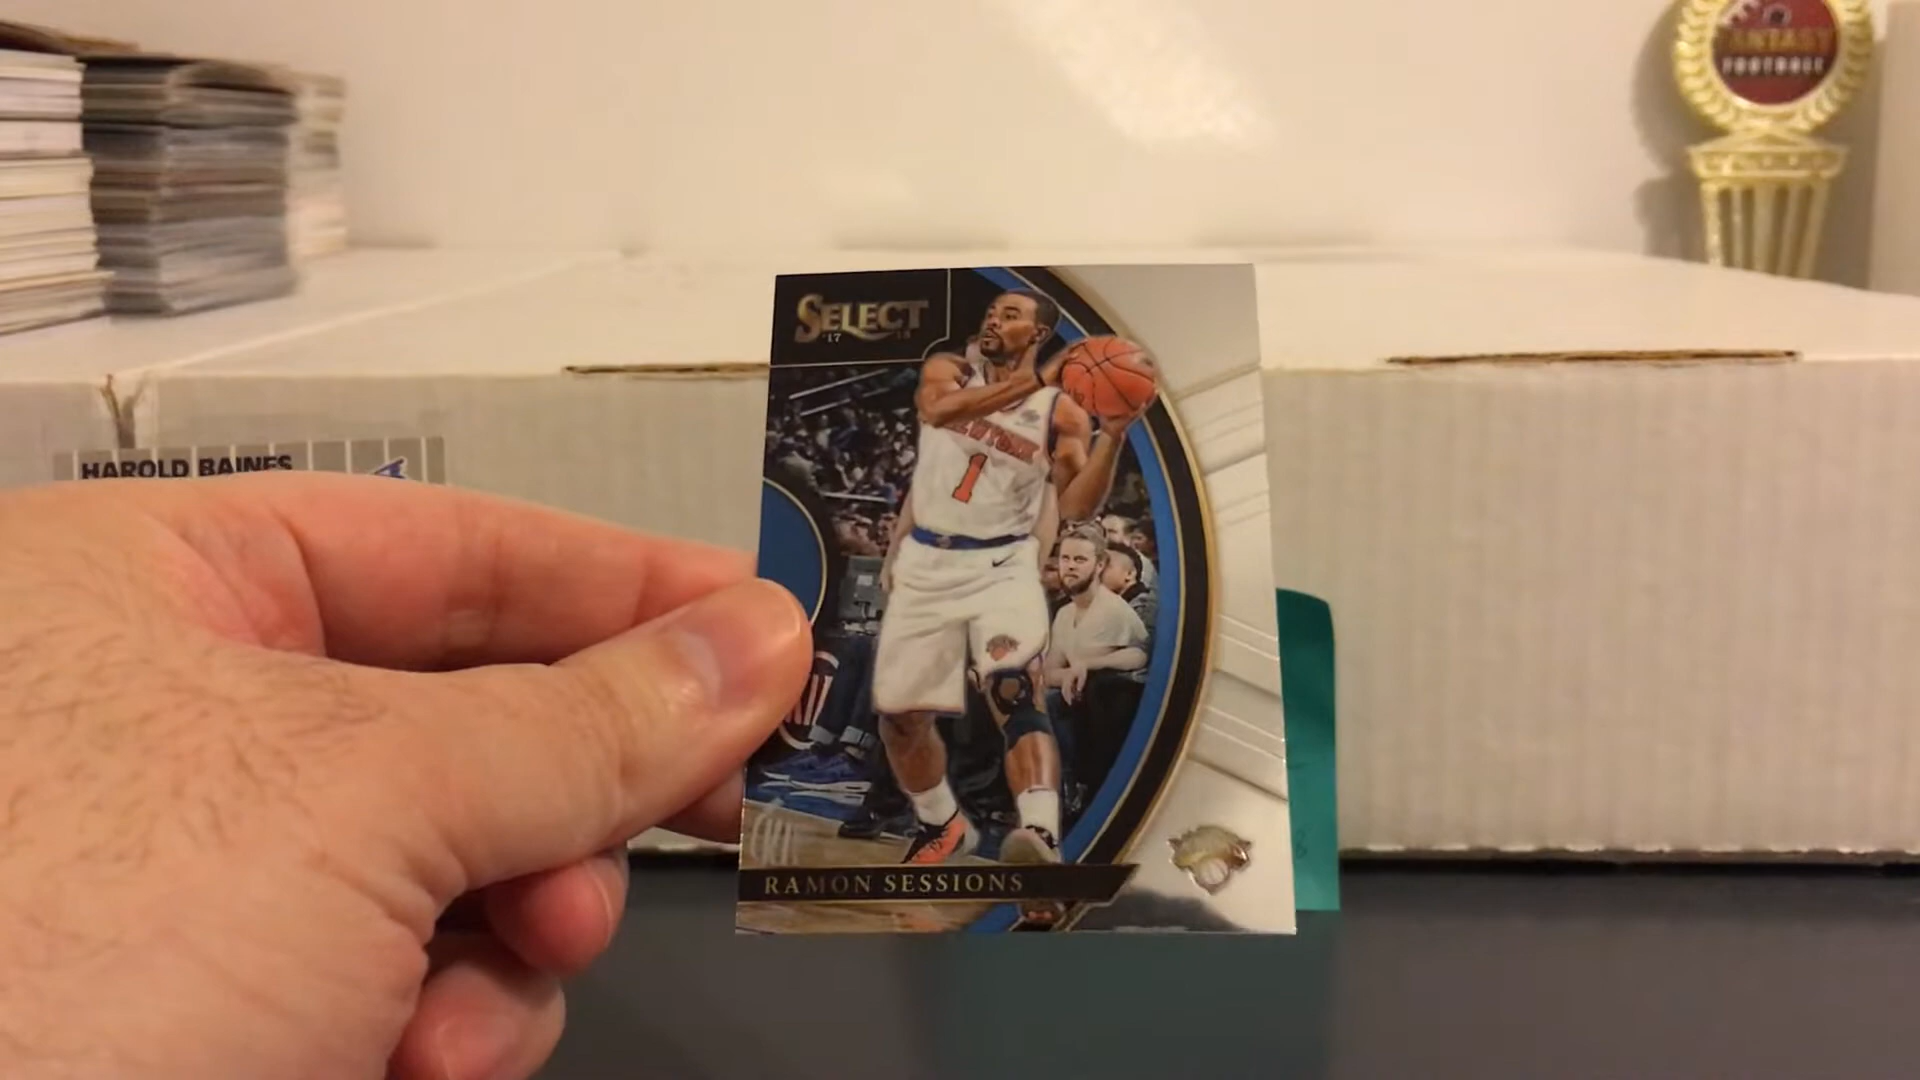 FANTASY
FOOTBALL
SELECT
'17 18
NEW YORK
1
HAROLD BAINES
RAMON SESSIONS